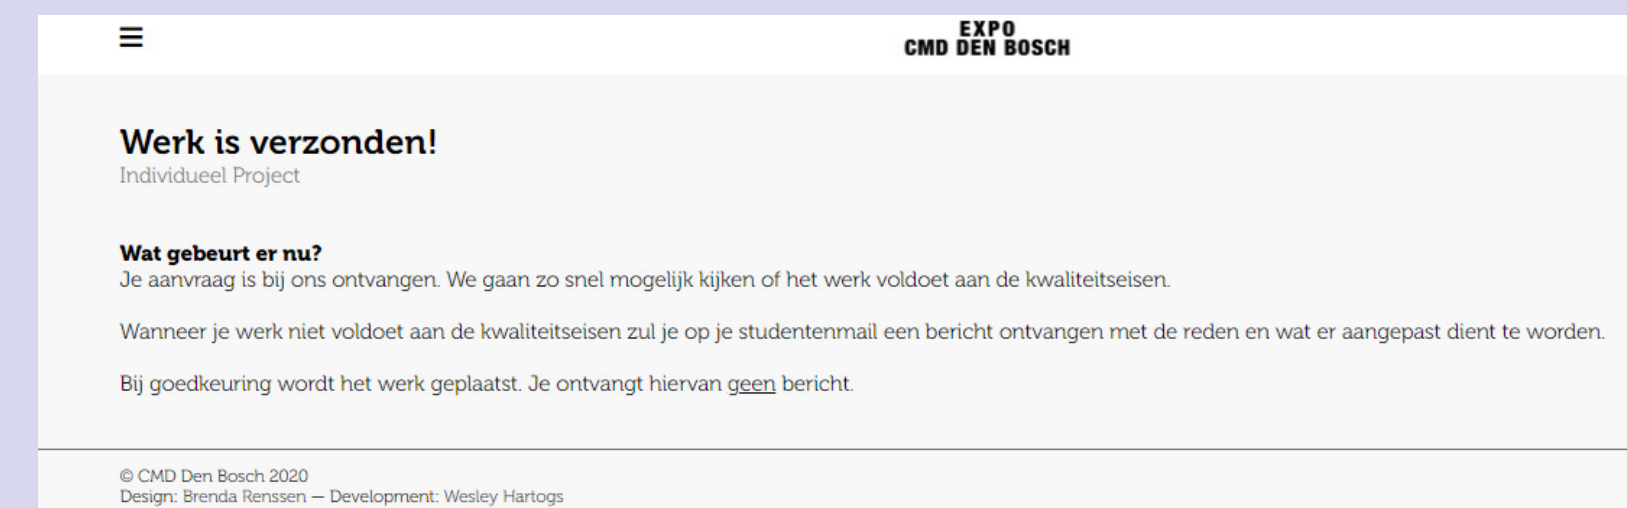 EXPO
CMD DEN BOSCH
Werk is verzonden!
Individueel Project
Wat gebeurt er nu?
Je aanvraag is bij ons ontvangen. We gaan zo snel mogelijk kijken of het werk voldoet aan de kwaliteitseisen.
Wanneer je werk niet voldoet aan de kwaliteitseisen zul je op je studentenmail een bericht ontvangen met de reden en wat er aangepast dient te worden.
Bij goedkeuring wordt het werk geplaatst. Je ontvangt hiervan geen bericht.
© CMD Den Bosch 2020
Design: Brenda Renssen — Development: Wesley Hartogs